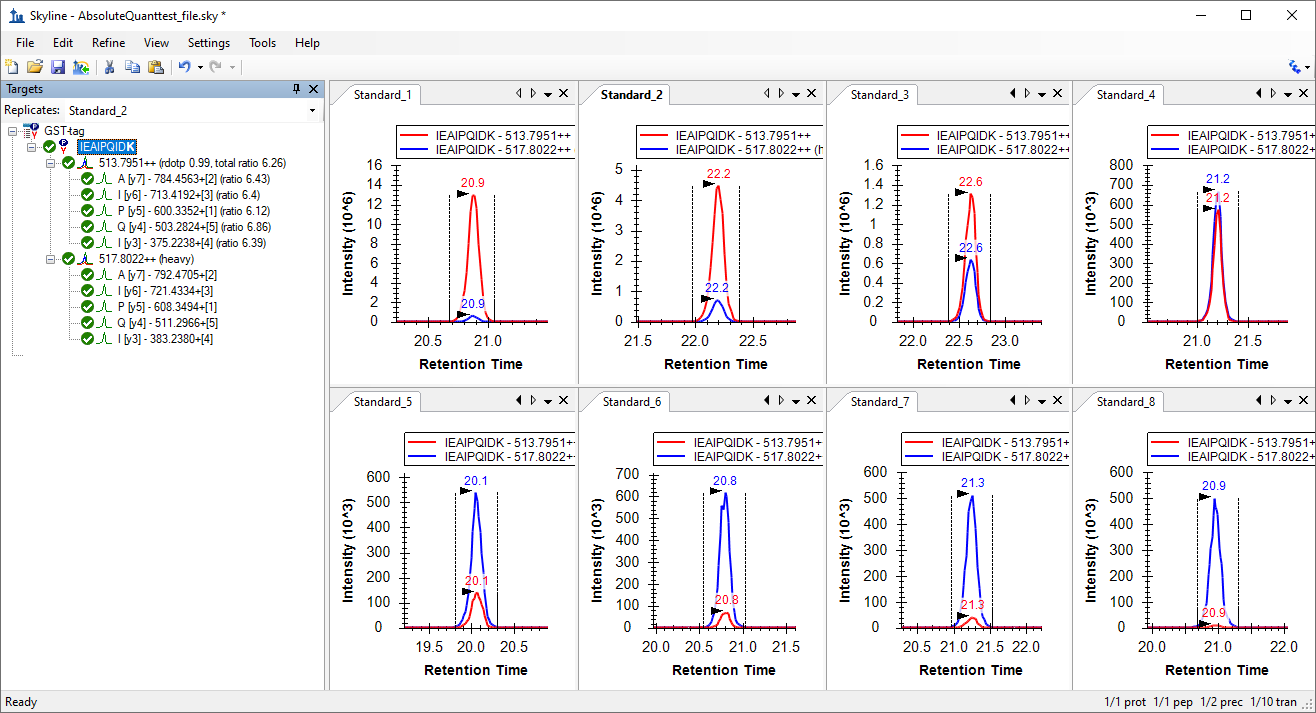 Skyline - AbsoluteQuanttest_file.sky *
File Edit Refine View Settings Tools Help
Targets
Replicates: Standard_2
GST-tag
IEAIPQIDK
513.7951++ (rdotp 0.99, total ratio 6.26)
A [y7] - 784.4563+[2] (ratio 6.43)
I [y6] - 713.4192+[3] (ratio 6.4)
P [y5] - 600.3352+[1] (ratio 6.12)
Q [y4] - 503.2824+[5] (ratio 6.86)
I [y3] - 375.2238+[4] (ratio 6.39)
517.8022++ (heavy)
A [y7] - 792.4705+[2]
I [y6] - 721.4334+[3]
P [y5] - 608.3494+[1]
Q [y4] - 511.2966+[5]
I [y3] - 383.2380+[4]
Standard_1
IEAIPQIDK - 513.7951++
IEAIPQIDK - 517.8022++
16
14
12
10
8
6
4
2
0
Intensity (10^6)
20.9
20.9
20.5 21.0
Retention Time
Standard_2
IEAIPQIDK - 513.7951++
IEAIPQIDK - 517.8022++ (h
5
4
3
2
1
0
Intensity (10^6)
22.2
22.2
21.5 22.0 22.5
Retention Time
Standard_3
IEAIPQIDK - 513.7951++
IEAIPQIDK - 517.8022++
1.6
1.4
1.2
1
0.8
0.6
0.4
0.2
0
Intensity (10^6)
22.6
22.6
22.0 22.5 23.0
Retention Time
Standard_4
IEAIPQIDK - 513.7951+
IEAIPQIDK - 517.8022+
800
700
600
500
400
300
200
100
0
Intensity (10^3)
21.2
21.2
21.0 21.5
Retention Time
Standard_5
IEAIPQIDK - 513.7951++
IEAIPQIDK - 517.8022++
600
500
400
300
200
100
0
Intensity (10^3)
20.1
20.1
19.5 20.0 20.5
Retention Time
Standard_6
IEAIPQIDK - 513.7951+
IEAIPQIDK - 517.8022+
700
600
500
400
300
200
100
0
Intensity (10^3)
20.8
20.8
20.0 20.5 21.0 21.5
Retention Time
Standard_7
IEAIPQIDK - 513.7951+
IEAIPQIDK - 517.8022+
600
500
400
300
200
100
0
Intensity (10^3)
21.3
21.3
20.5 21.0 21.5 22.0
Retention Time
Standard_8
IEAIPQIDK - 513.7951+
IEAIPQIDK - 517.8022+
600
500
400
300
200
100
0
Intensity (10^3)
20.9
20.9
20.0 21.0 22.0
Retention Time
Ready
1/1 prot 1/1 pep 1/2 prec 1/10 tran